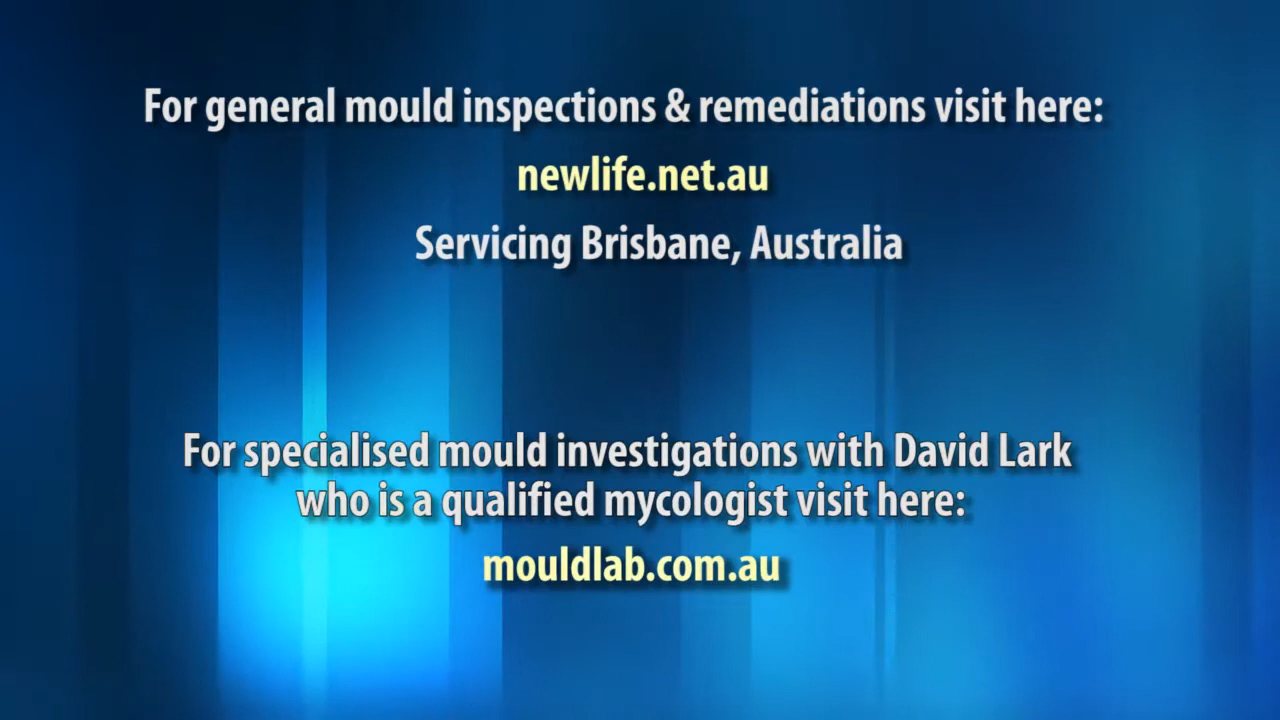 For general mould inspections & remediations visit here:
newlife.net.au
Servicing Brisbane, Australia
For specialised mould investigations with David Lark
who is a qualified mycologist visit here:
mouldlab.com.au